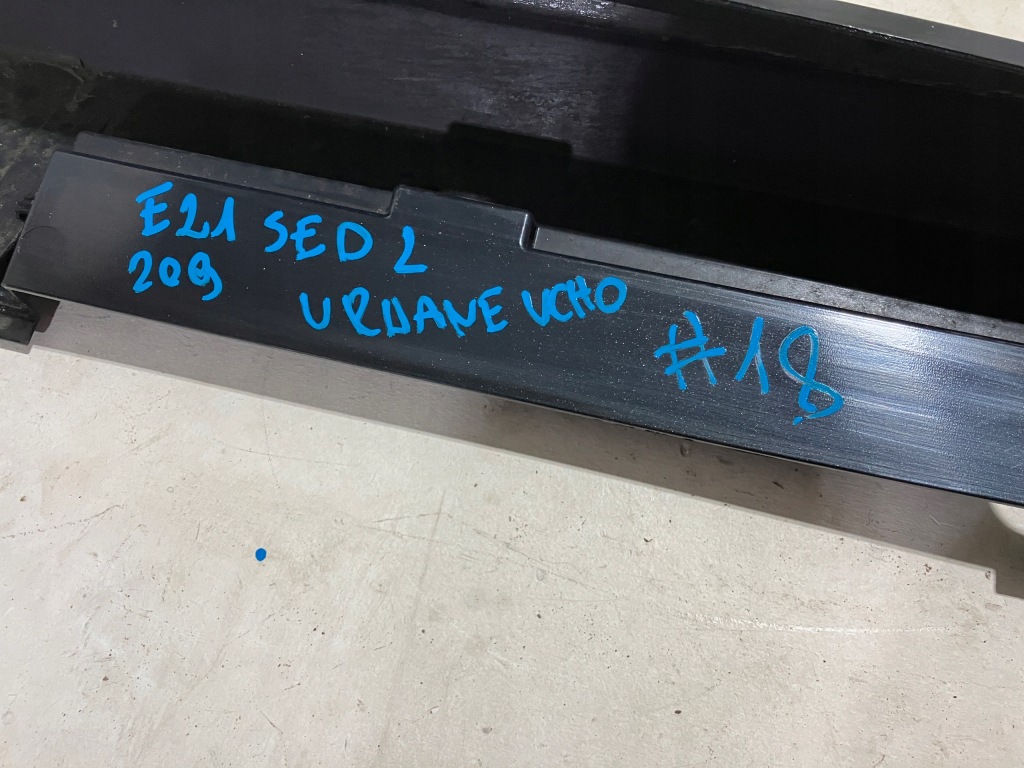 E21 SED L
209 URDANE UCHO
#18